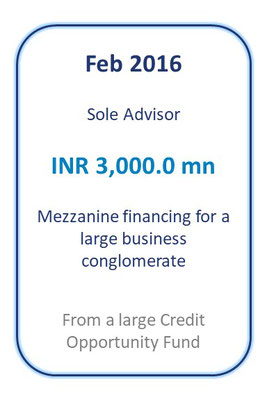 Feb 2016
Sole Advisor
INR 3,000.0 mn
Mezzanine financing for a
large business
conglomerate
From a large Credit
Opportunity Fund